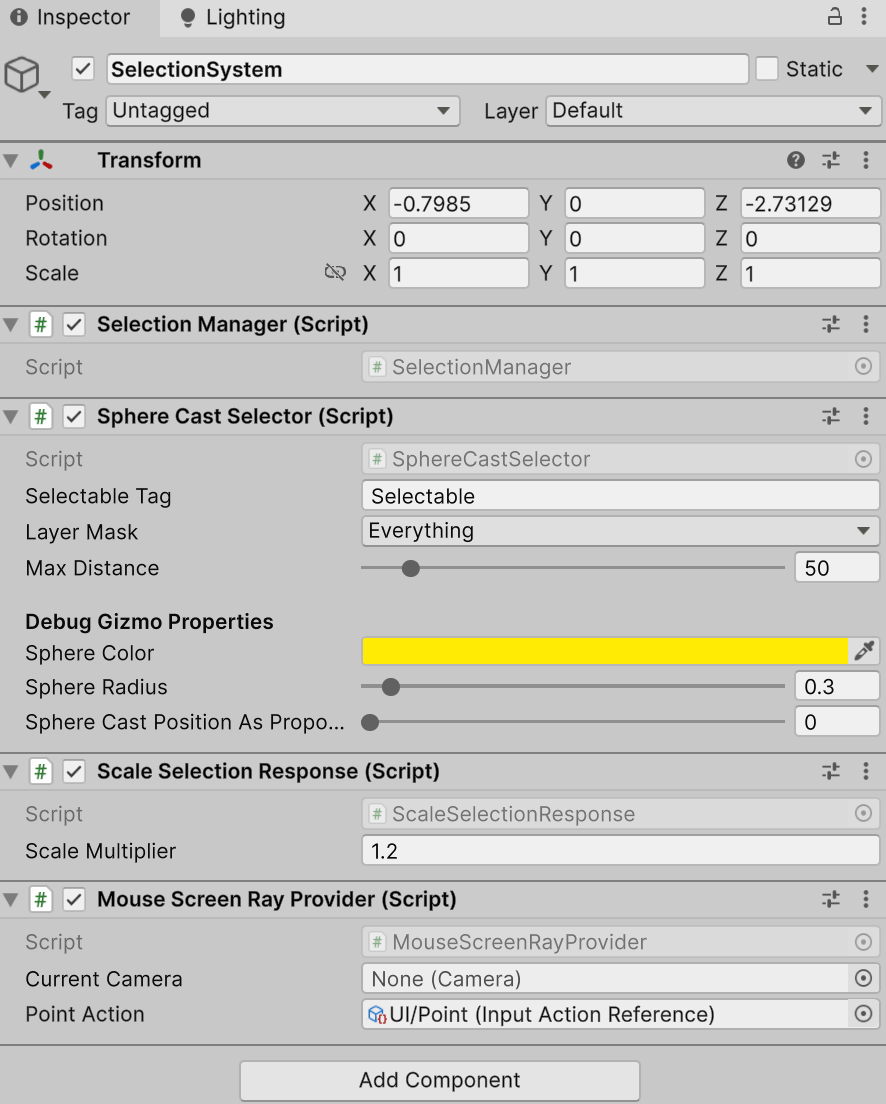 Inspector Lighting
SelectionSystem Static
Tag Untagged Layer Default
Transform
Position X -0.7985 Y 0 Z -2.73129
Rotation X 0 Y 0 Z 0
Scale X 1 Y 1 Z 1
# Selection Manager (Script)
Script # SelectionManager
# Sphere Cast Selector (Script)
Script # SphereCastSelector
Selectable Tag Selectable
Layer Mask Everything
Max Distance 50
Debug Gizmo Properties
Sphere Color
Sphere Radius 0.3
Sphere Cast Position As Propo... 0
# Scale Selection Response (Script)
Script # ScaleSelectionResponse
Scale Multiplier 1.2
# Mouse Screen Ray Provider (Script)
Script # MouseScreenRayProvider
Current Camera None (Camera)
Point Action UI/Point (Input Action Reference)
Add Component